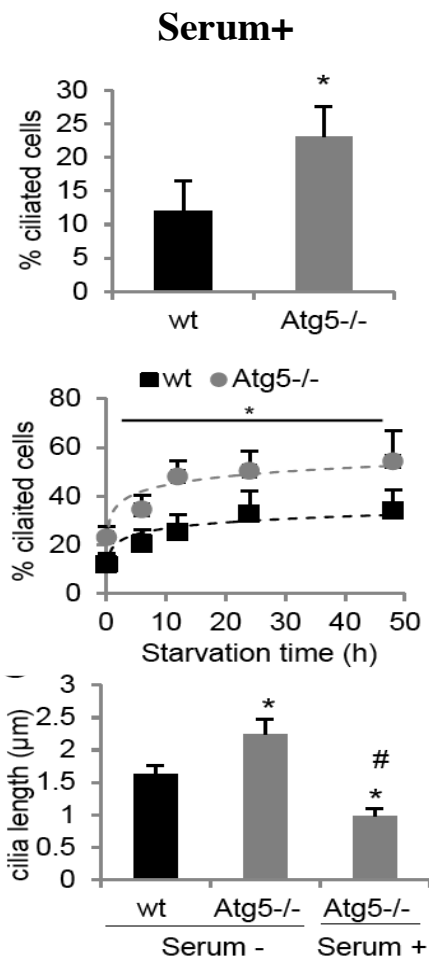 Serum+
% ciliated cells
30
25
20
15
10
5
0
*
wt
Atg5-/-
wt
Atg5-/-
% cilaited cells
80
60
40
20
0
*
0
10
20
30
40
50
Starvation time (h)
cilia length (µm)
3
2.5
2
1.5
1
0.5
0
*
#
*
wt
Atg5-/-
Atg5-/-
Serum -
Serum +